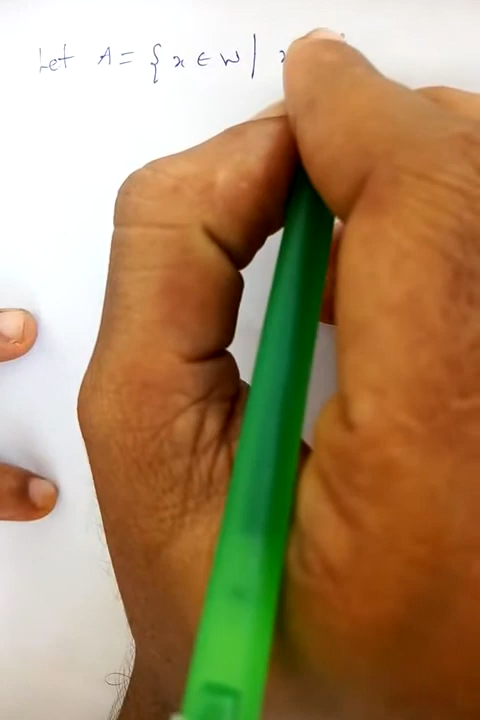 Let A = { x ∈ W | x